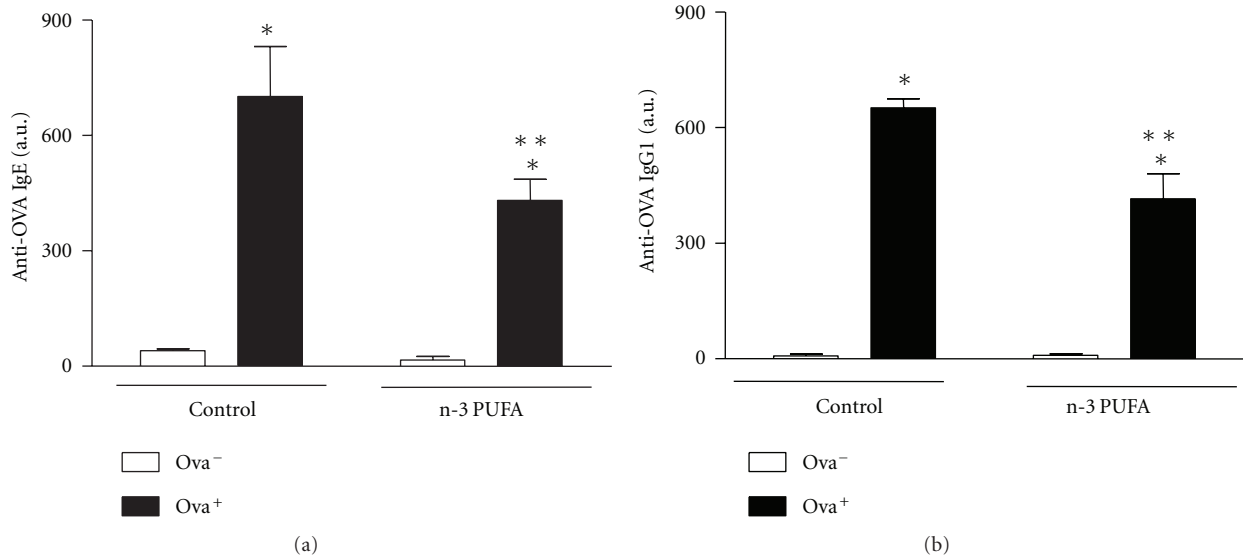 900
600
300
0
Anti-OVA IgE (a.u.)
*
* *
*
Control
n-3 PUFA
Ova⁻
Ova⁺
(a)
900
600
300
0
Anti-OVA IgG1 (a.u.)
*
* *
*
Control
n-3 PUFA
Ova⁻
Ova⁺
(b)